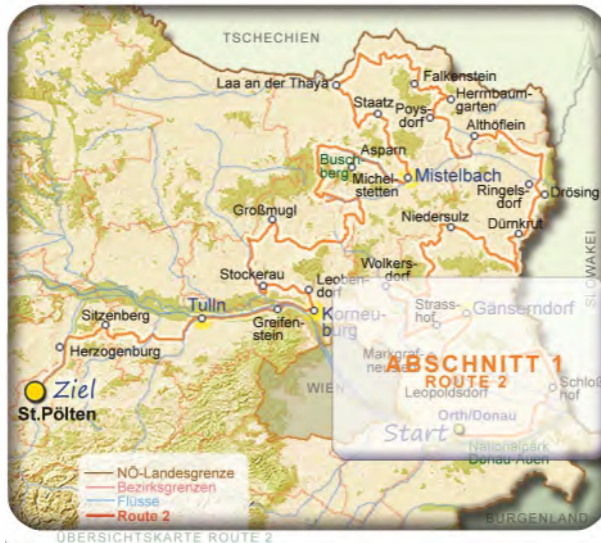 TSCHECHIEN
Laa an der Thaya
Falkenstein
Herrnbaum-
garten
Staatz
Poys-
dorf
Althöflein
Asparn
Busch-
berg
Michel-
stetten
Mistelbach
Ringels-
dorf
Drösing
Großmugl
Niedersulz
Dürnkrut
SLOWAKEI
Stockerau
Leoben-
dorf
Wolkers-
dorf
Sitzenberg
Tulln
Greifen-
stein
Korneu-
burg
Strass-
hof
Gänserndorf
Herzogenburg
Markgraf-
neusiedl
ABSCHNITT 1
ROUTE 2
WIEN
Leopoldsdorf
Schloß
hof
Ziel
St.Pölten
Orth/Donau
Start
Nationalpark
Donau-Auen
NÖ-Landesgrenze
Bezirksgrenzen
Flüsse
Route 2
BURGENLAND
ÜBERSICHTSKARTE ROUTE 2